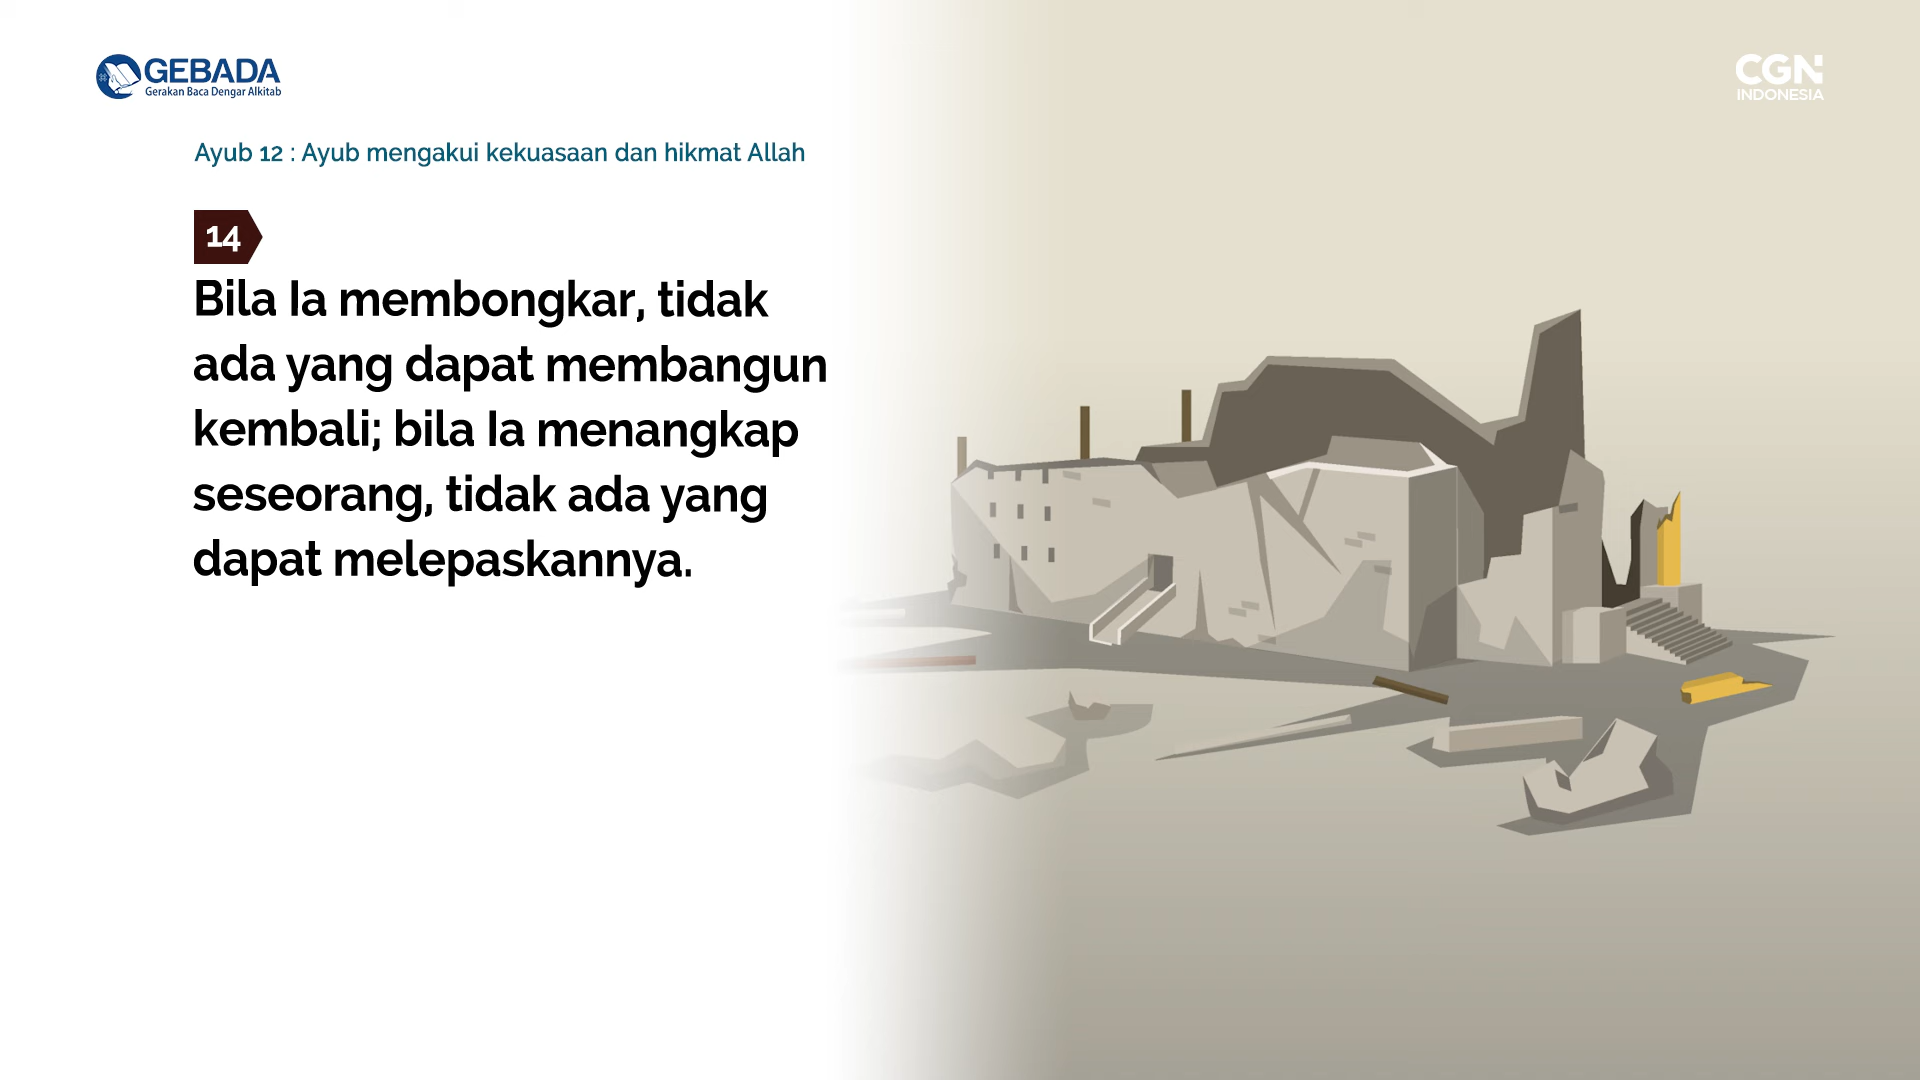 GEBADA
Gerakan Baca Dengar Alkitab
CGN
INDONESIA
Ayub 12 : Ayub mengakui kekuasaan dan hikmat Allah
14
Bila Ia membongkar, tidak
ada yang dapat membangun
kembali; bila Ia menangkap
seseorang, tidak ada yang
dapat melepaskannya.